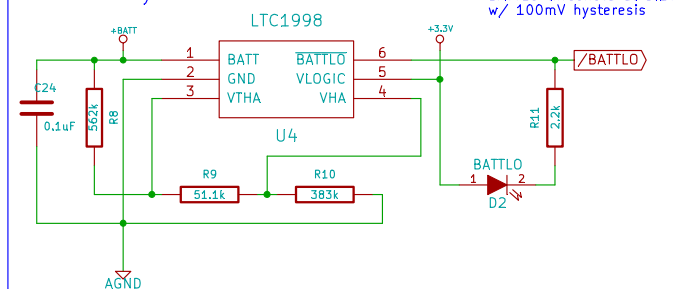 w/ 100mV hysteresis
LTC1998
+BATT
+3.3V
1 BATT BATTLO 6
2 GND VLOGIC 5
3 VTHA VHA 4
U4
/BATTLO
C24
0.1uF
562k
R8
R9
51.1k
R10
383k
R11
2.2k
BATTLO
1 2
D2
AGND